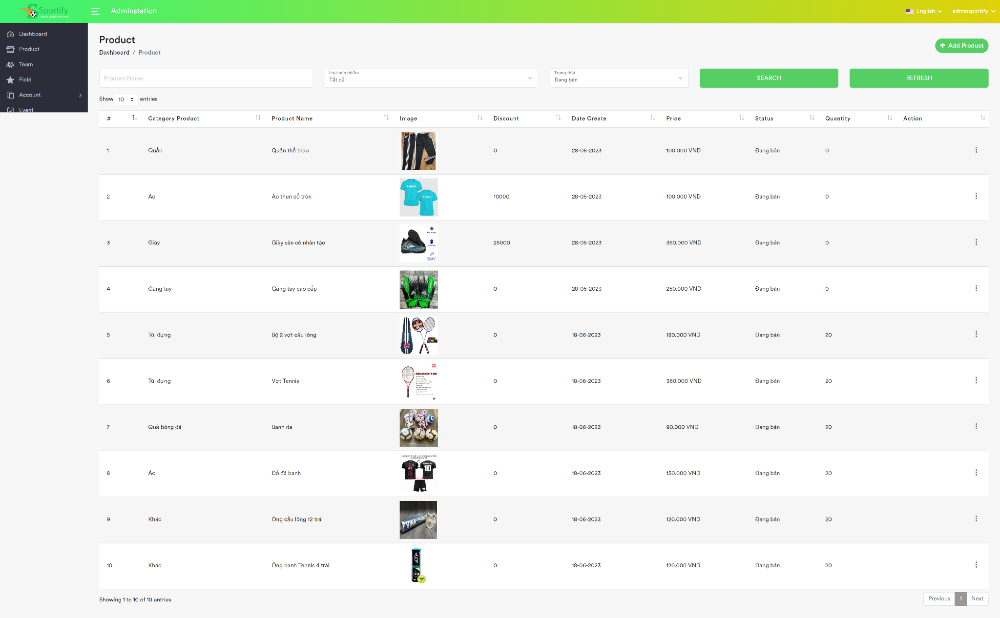 Sportify
Adminstation
English
adminsportify
Dashboard
Product
Team
Field
Account
Event
Product
Dashboard / Product
+ Add Product
Product Name
Loại sản phẩm
Tất cả
Trạng thái
Đang bán
SEARCH
REFRESH
Show 10 entries
# Category Product Product Name Image Discount Date Create Price Status Quantity Action
1 Quần Quần thể thao 0 28-05-2023 100.000 VND Đang bán 0
2 Áo Áo thun cổ tròn LOGO 10000 28-05-2023 100.000 VND Đang bán 0
3 Giày Giày sân cỏ nhân tạo 25000 28-05-2023 350.000 VND Đang bán 0
4 Găng tay Găng tay cao cấp 0 28-05-2023 250.000 VND Đang bán 0
5 Túi đựng Bộ 2 vợt cầu lông 0 18-06-2023 180.000 VND Đang bán 20
6 Túi đựng Vợt Tennis 0 18-06-2023 360.000 VND Đang bán 20
7 Quả bóng đá Banh da 0 18-06-2023 90.000 VND Đang bán 20
8 Áo Đồ đá banh 10 0 18-06-2023 150.000 VND Đang bán 20
9 Khác Ống cầu lông 12 trái VINA-STAR 0 18-06-2023 120.000 VND Đang bán 20
10 Khác Ống banh Tennis 4 trái ATP 0 18-06-2023 120.000 VND Đang bán 20
Showing 1 to 10 of 10 entries
Previous 1 Next